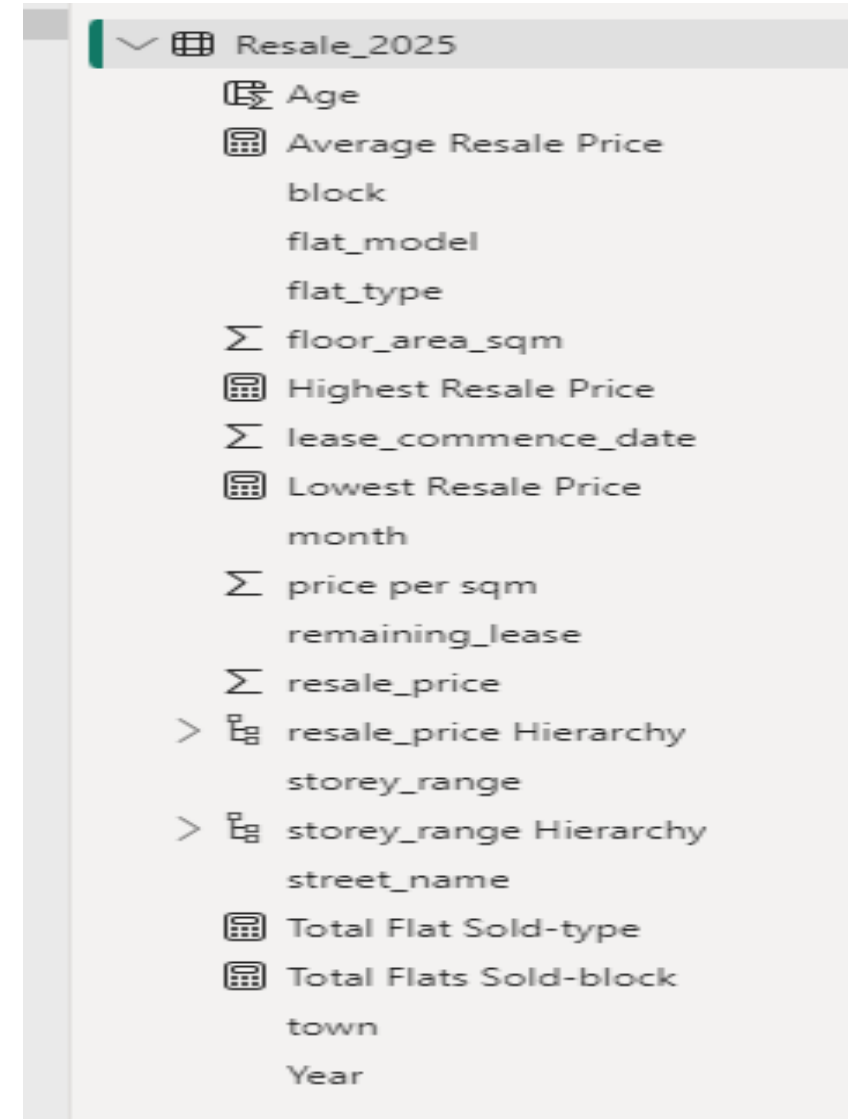 Resale_2025
Age
Average Resale Price
block
flat_model
flat_type
floor_area_sqm
Highest Resale Price
lease_commence_date
Lowest Resale Price
month
price per sqm
remaining_lease
resale_price
resale_price Hierarchy
storey_range
storey_range Hierarchy
street_name
Total Flat Sold-type
Total Flats Sold-block
town
Year